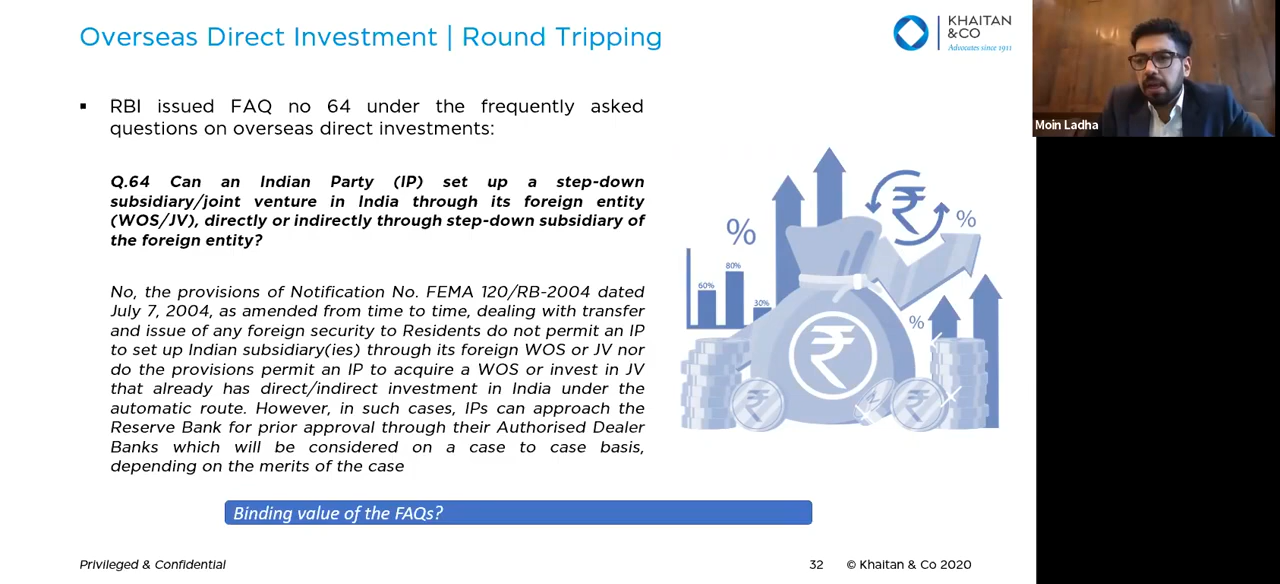 Overseas Direct Investment | Round Tripping
KHAITAN
&CO
Advocates since 1911
Moin Ladha
▪ RBI issued FAQ no 64 under the frequently asked
questions on overseas direct investments:
Q.64 Can an Indian Party (IP) set up a step-down
subsidiary/joint venture in India through its foreign entity
(WOS/JV), directly or indirectly through step-down subsidiary of
the foreign entity?
No, the provisions of Notification No. FEMA 120/RB-2004 dated
July 7, 2004, as amended from time to time, dealing with transfer
and issue of any foreign security to Residents do not permit an IP
to set up Indian subsidiary(ies) through its foreign WOS or JV nor
do the provisions permit an IP to acquire a WOS or invest in JV
that already has direct/indirect investment in India under the
automatic route. However, in such cases, IPs can approach the
Reserve Bank for prior approval through their Authorised Dealer
Banks which will be considered on a case to case basis,
depending on the merits of the case
%
60%
80%
30%
₹
%
%
₹
₹
₹
Binding value of the FAQs?
Privileged & Confidential
32
© Khaitan & Co 2020